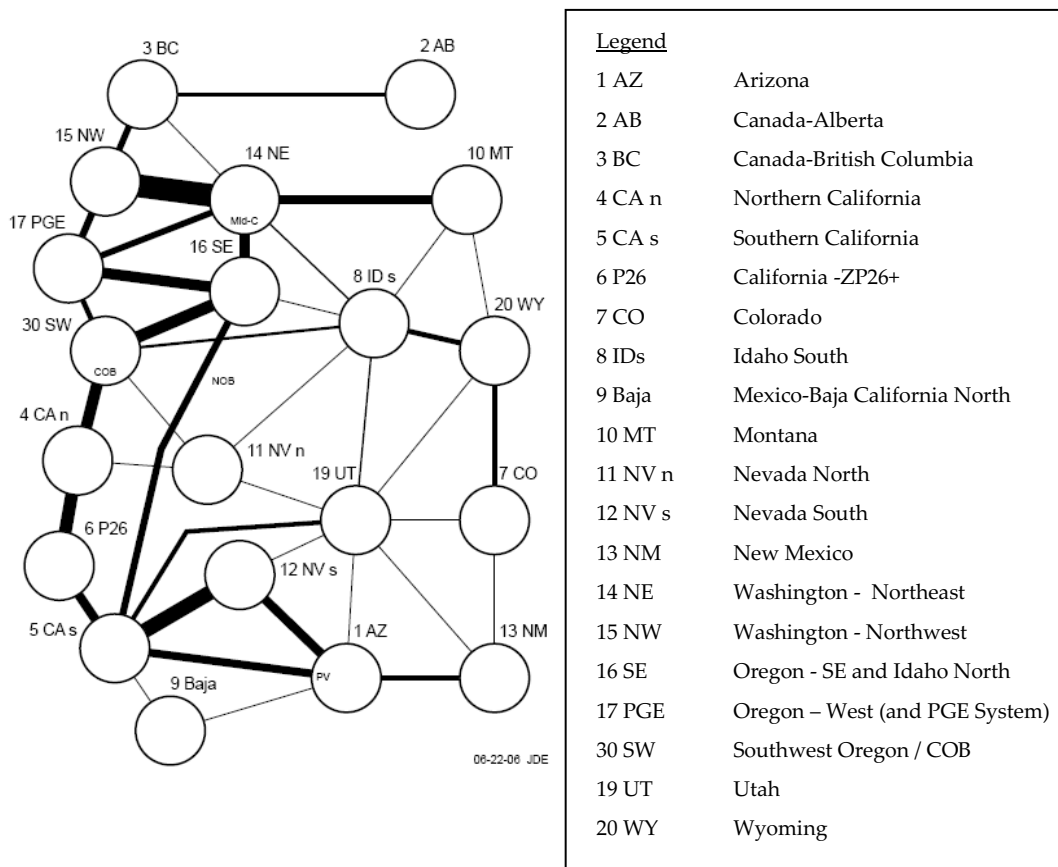 3 BC
2 AB
15 NW
14 NE
10 MT
Mid-C
17 PGE
16 SE
8 ID s
20 WY
30 SW
COB
NOB
4 CA n
11 NV n
19 UT
7 CO
6 P26
12 NV s
5 CA s
1 AZ
13 NM
PV
9 Baja
06-22-06 JDE
Legend
1 AZ Arizona
2 AB Canada-Alberta
3 BC Canada-British Columbia
4 CA n Northern California
5 CA s Southern California
6 P26 California -ZP26+
7 CO Colorado
8 IDs Idaho South
9 Baja Mexico-Baja California North
10 MT Montana
11 NV n Nevada North
12 NV s Nevada South
13 NM New Mexico
14 NE Washington - Northeast
15 NW Washington - Northwest
16 SE Oregon - SE and Idaho North
17 PGE Oregon – West (and PGE System)
30 SW Southwest Oregon / COB
19 UT Utah
20 WY Wyoming